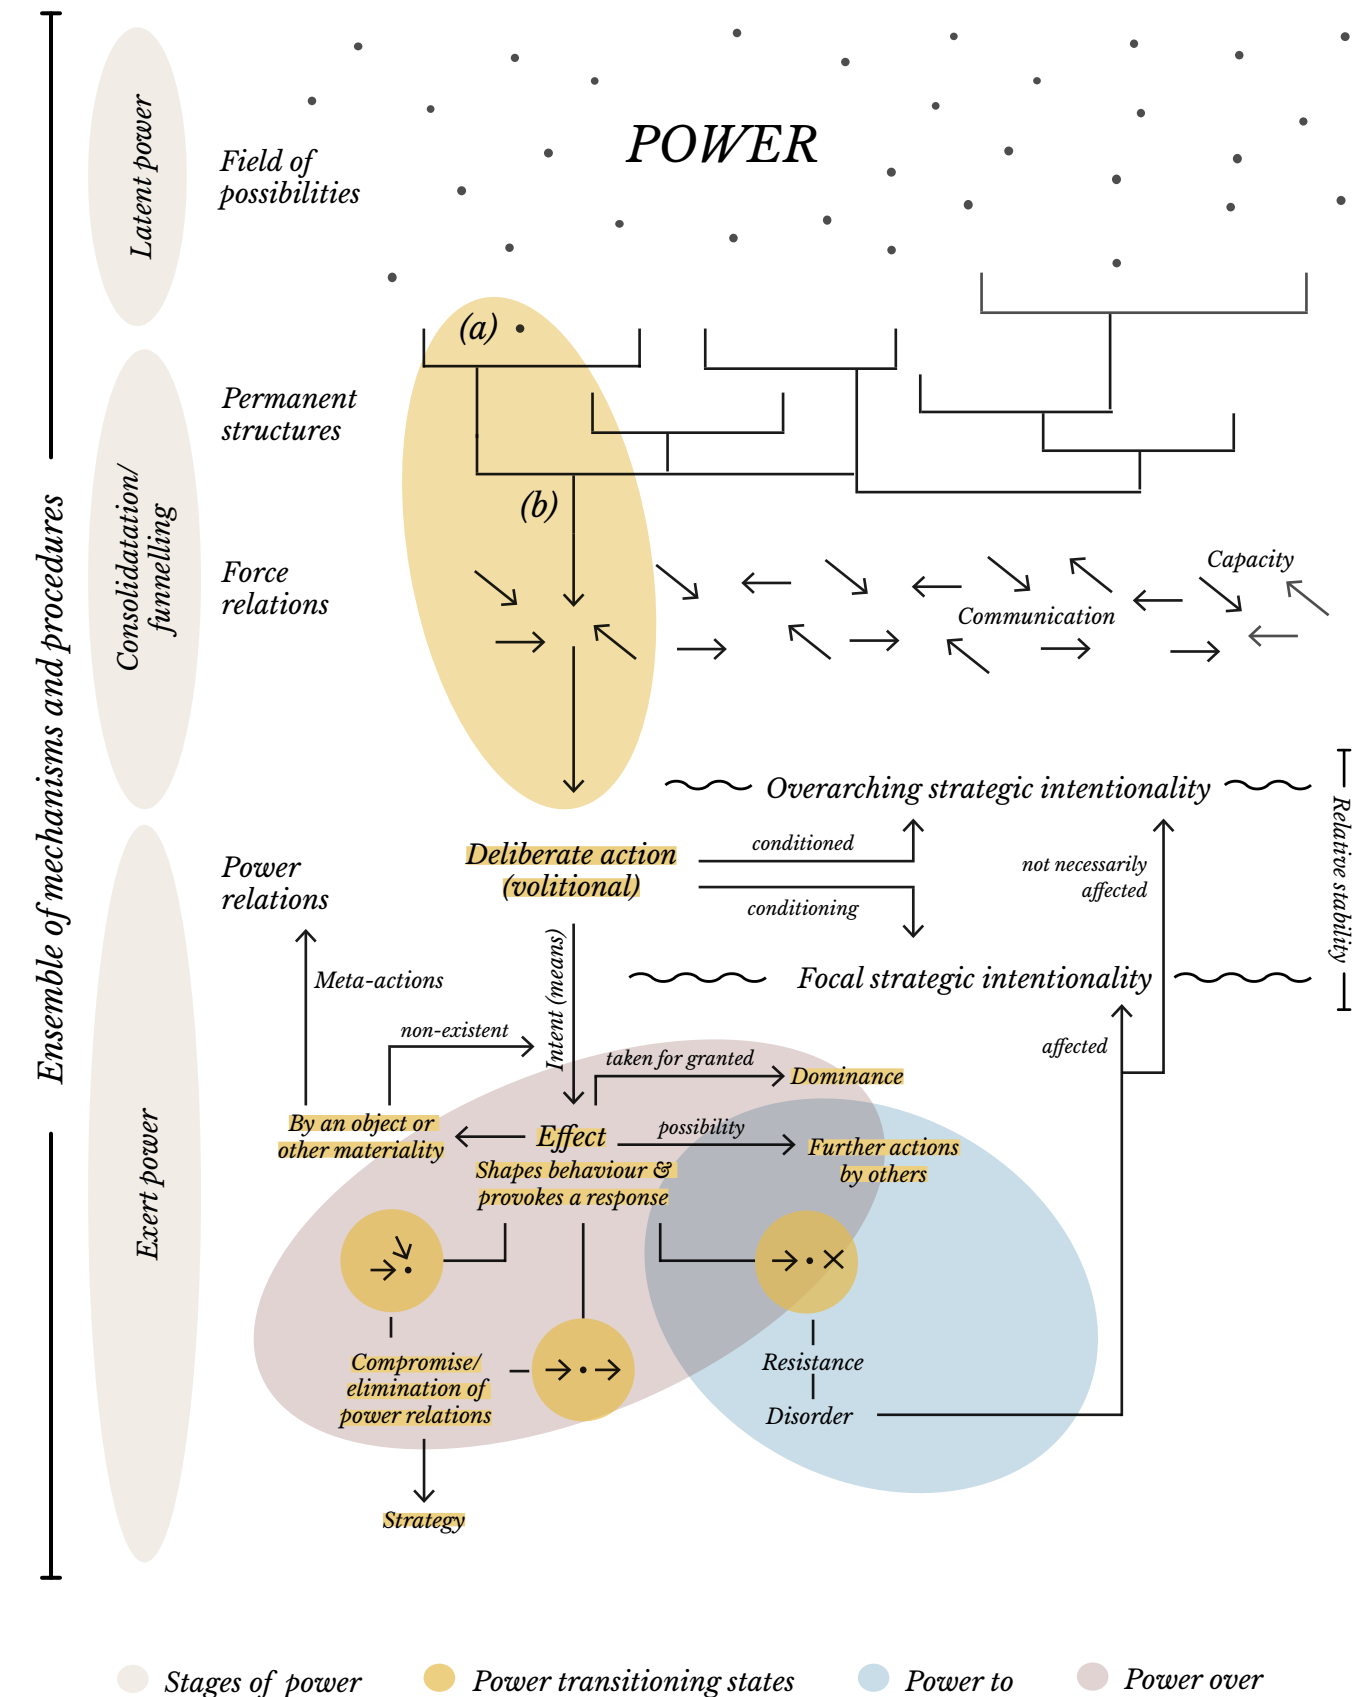 POWER
Latent power
Field of
possibilities
(a)
Permanent
structures
(b)
Consolidatation/
funnelling
Force
relations
Capacity
Communication
Ensemble of mechanisms and procedures
Overarching strategic intentionality
Relative stability
Power
relations
Deliberate action
(volitional)
conditioned
conditioning
not necessarily
affected
Meta-actions
Intent (means)
Focal strategic intentionality
non-existent
affected
taken for granted
Dominance
By an object or
other materiality
Effect
possibility
Further actions
by others
Shapes behaviour &
provokes a response
Exert power
Compromise/
elimination of
power relations
Resistance
Disorder
Strategy
Stages of power
Power transitioning states
Power to
Power over